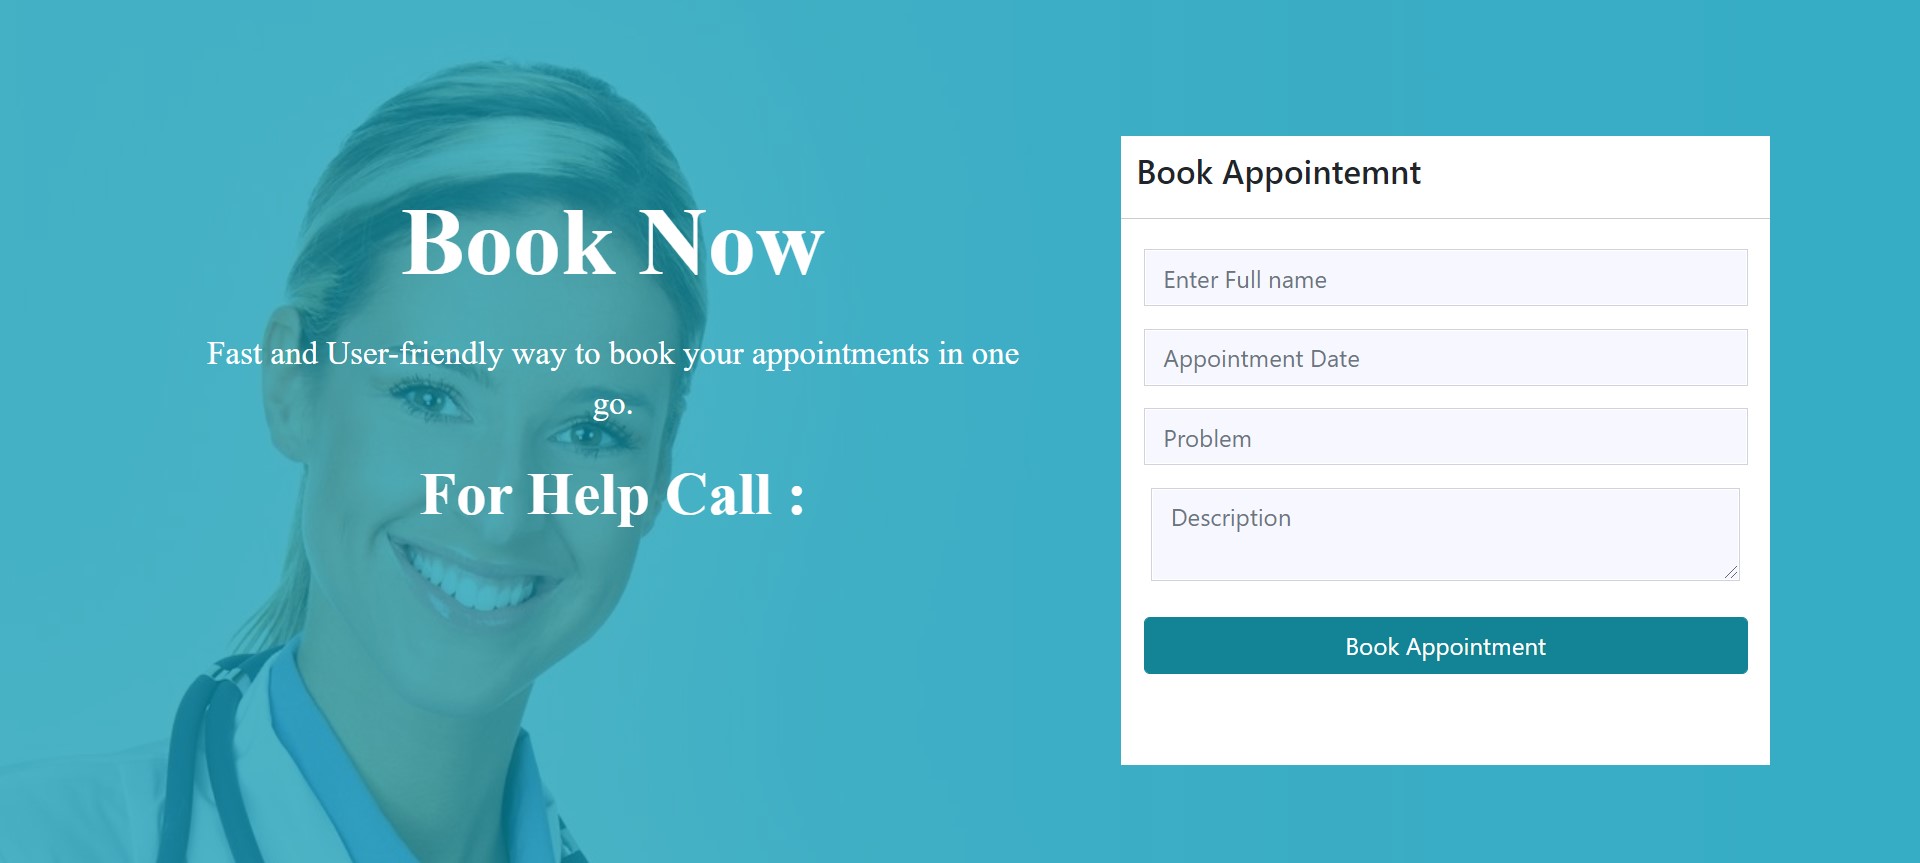 Book Now
Fast and User-friendly way to book your appointments in one
go.
For Help Call :
Book Appointemnt
Enter Full name
Appointment Date
Problem
Description
Book Appointment